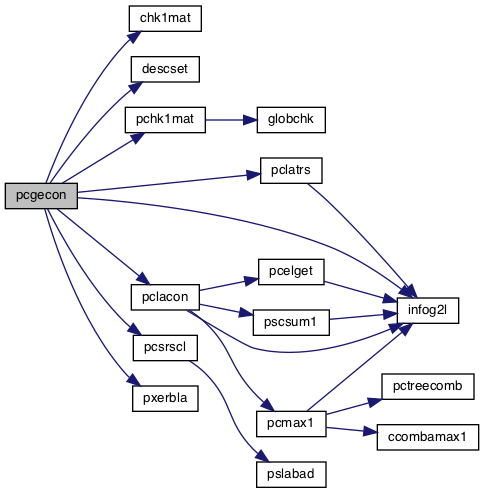 chk1mat
descset
pchk1mat
globchk
pclatrs
pcgecon
pcelget
pclacon
infog2l
pscsum1
pcsrscl
pctreecomb
pxerbla
pcmax1
ccombamax1
pslabad